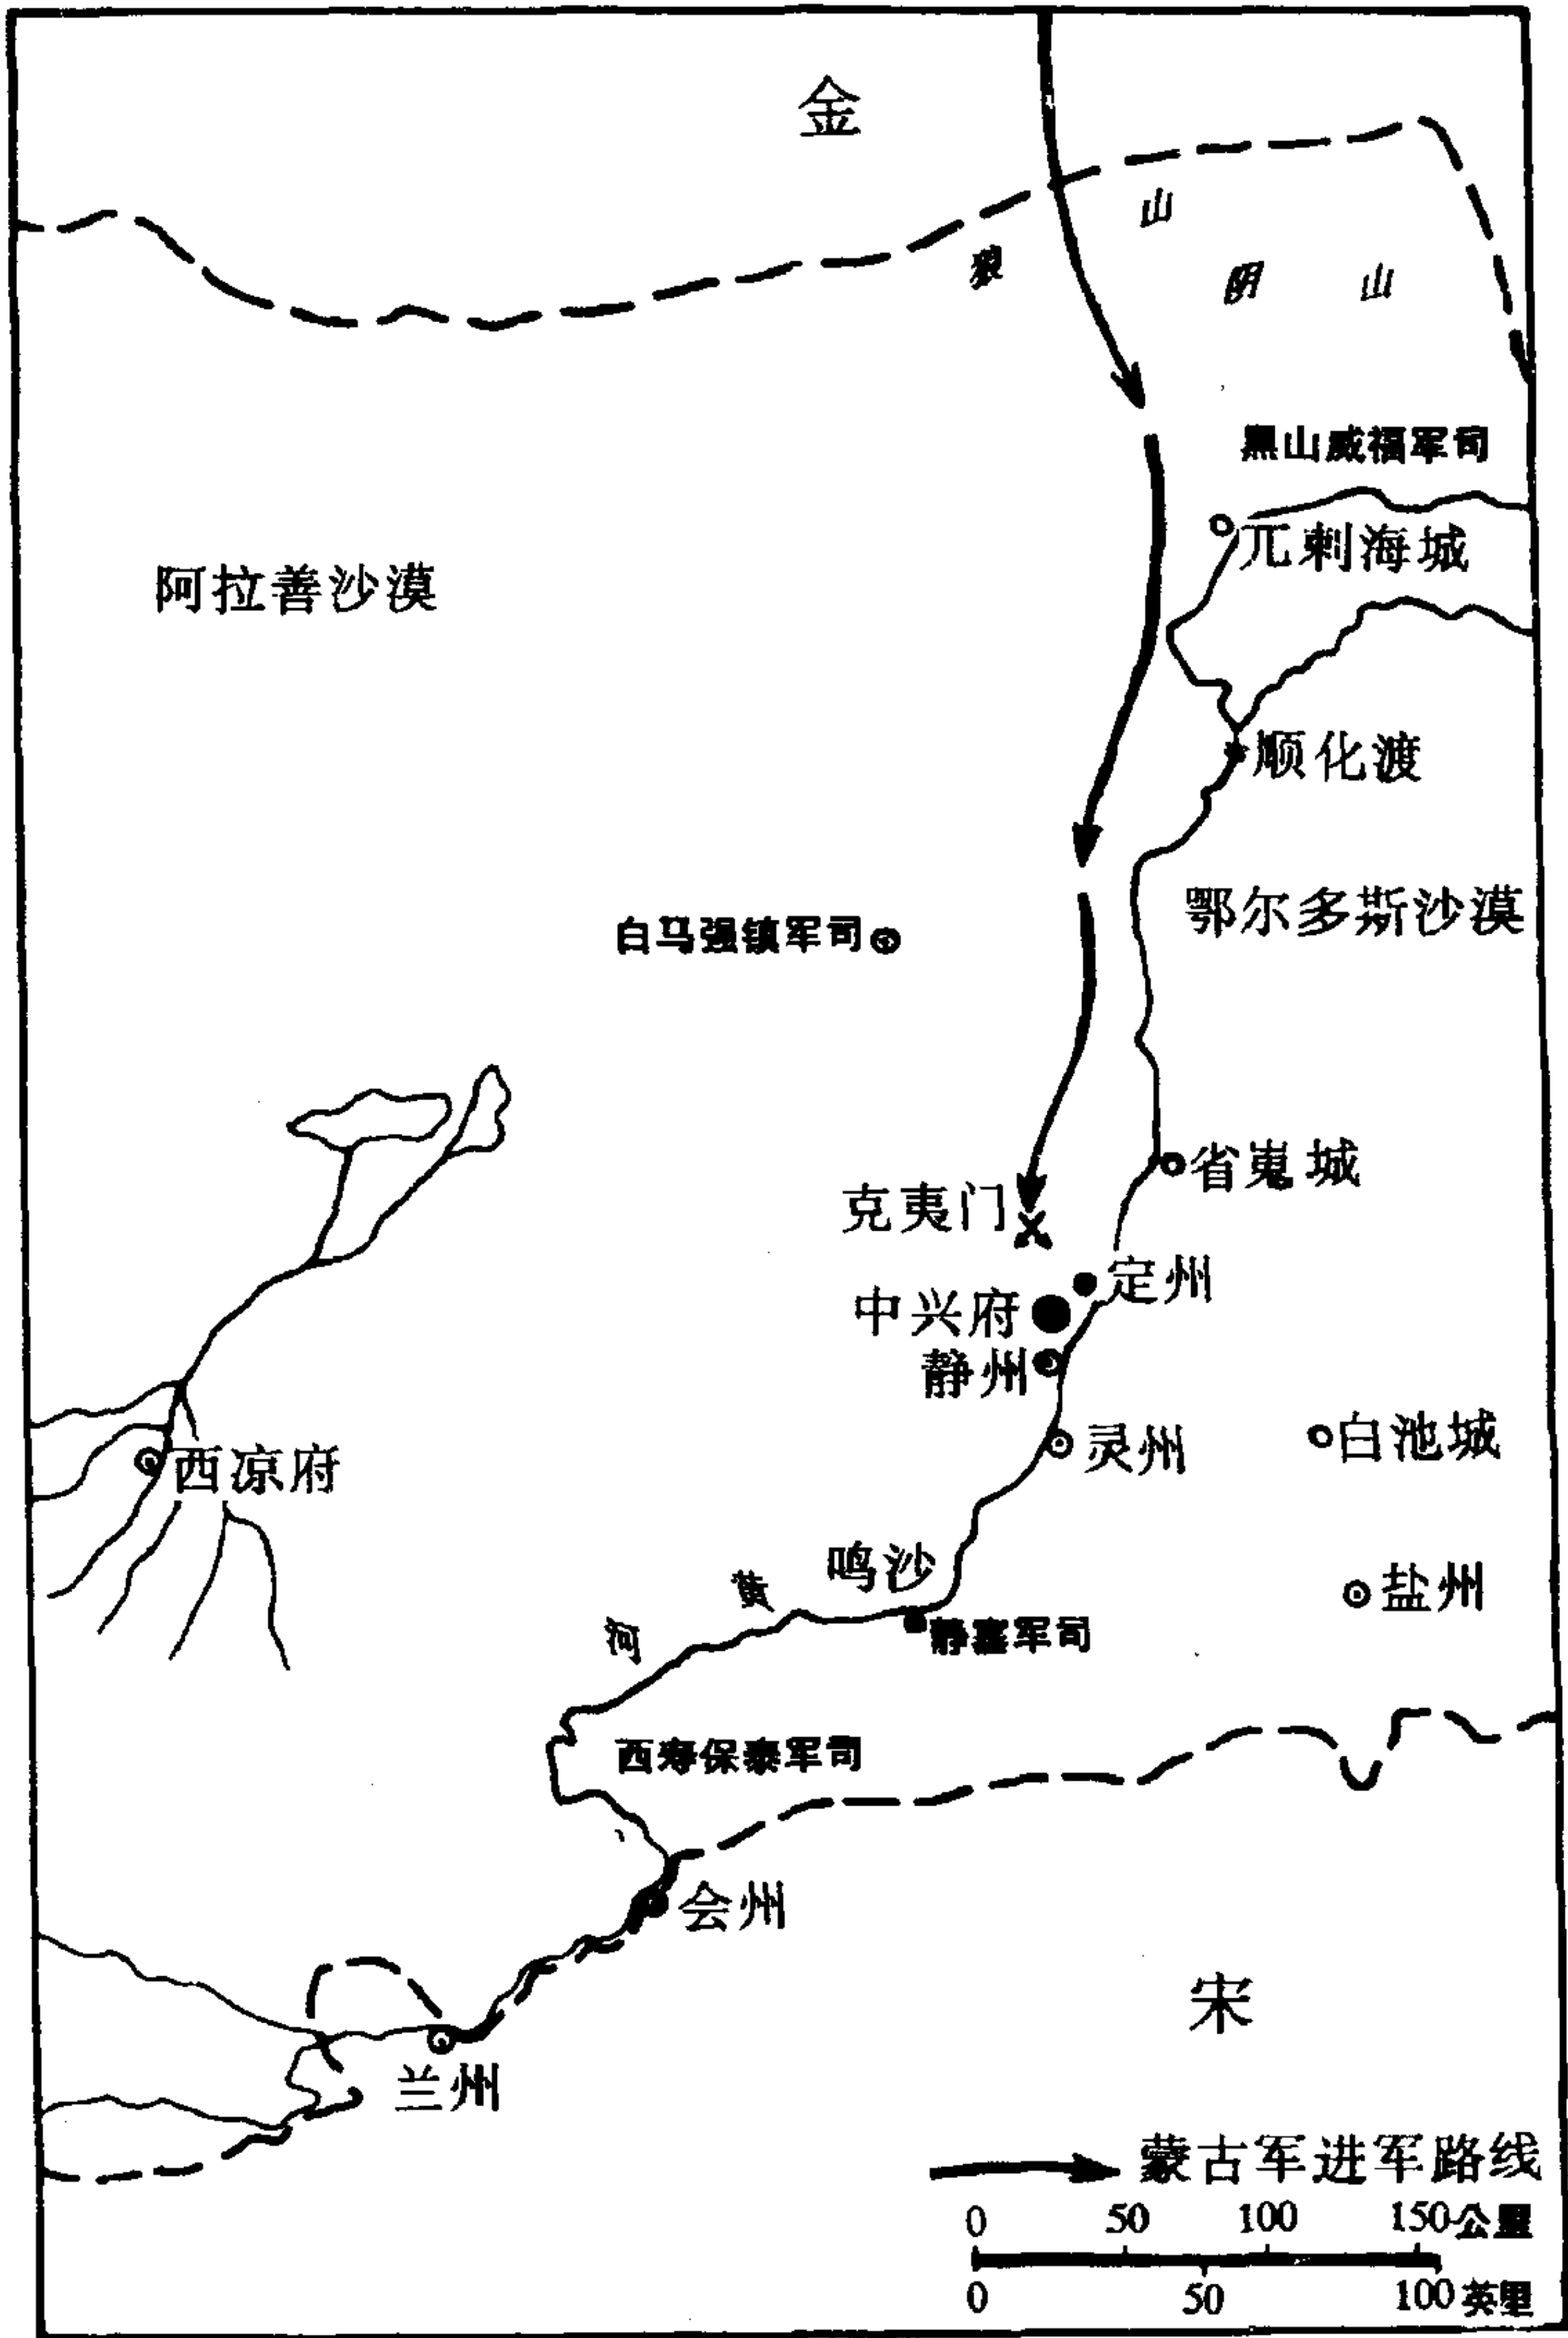 金
狼 山
阴 山
黑山威福军司
兀剌海城
阿拉善沙漠
顺化渡
鄂尔多斯沙漠
白马强镇军司
省嵬城
克夷门
定州
中兴府
静州
灵州
白池城
西凉府
鸣沙
盐州
黄
河
静塞军司
西寿保泰军司
会州
宋
兰州
蒙古军进军路线
0 50 100 150公里
0 50 100英里